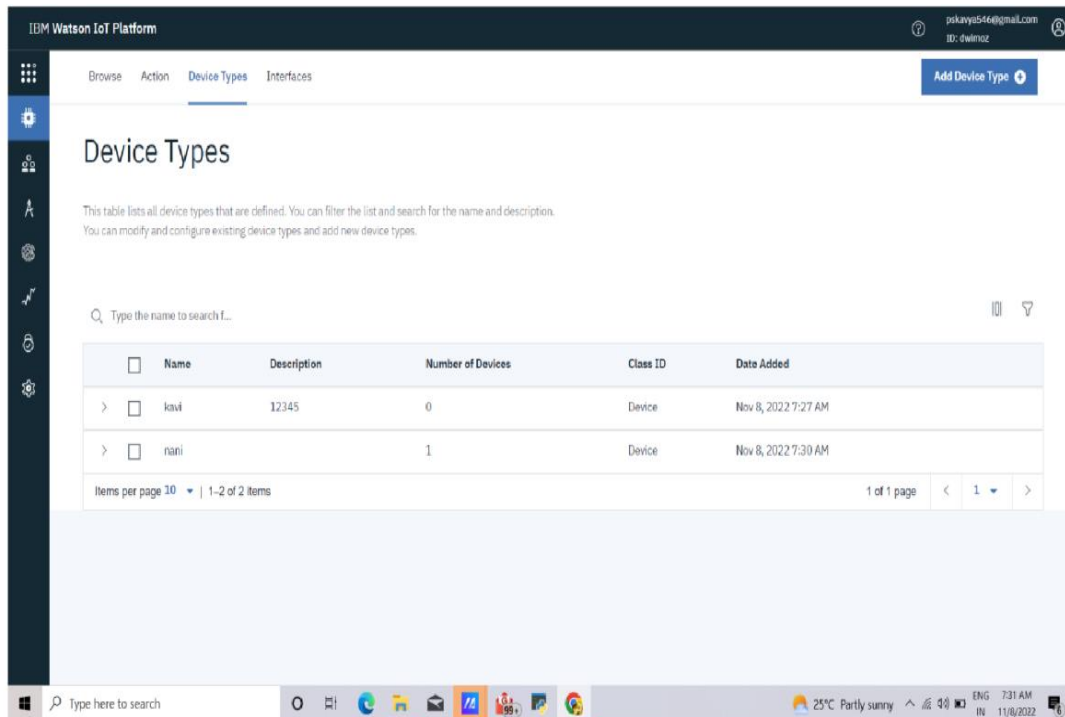 IBM Watson IoT Platform
pskavya546@gmail.com
ID: dwimoz
Browse Action Device Types Interfaces
Add Device Type
Device Types
This table lists all device types that are defined. You can filter the list and search for the name and description.
You can modify and configure existing device types and add new device types.
Type the name to search f...
Name Description Number of Devices Class ID Date Added
kavi 12345 0 Device Nov 8, 2022 7:27 AM
nani 1 Device Nov 8, 2022 7:30 AM
Items per page 10 | 1–2 of 2 items 1 of 1 page 1
Type here to search 99+ 25°C Partly sunny ENG 7:31 AM
IN 11/8/2022 6